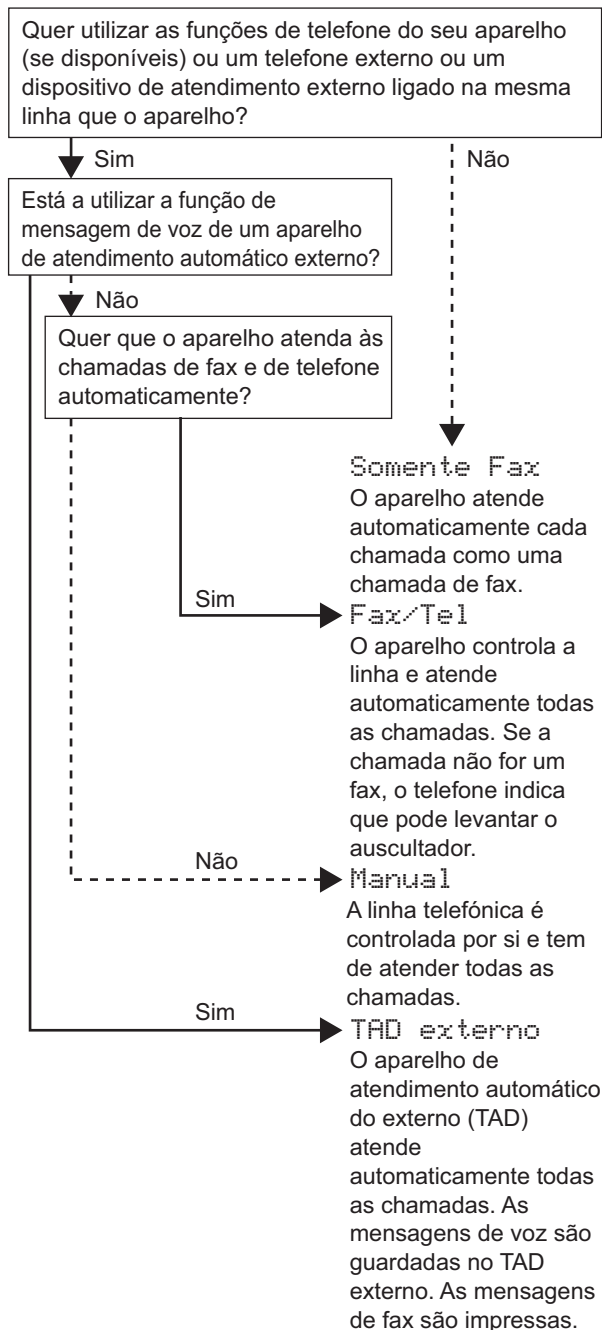 Quer utilizar as funções de telefone do seu aparelho
(se disponíveis) ou um telefone externo ou um
dispositivo de atendimento externo ligado na mesma
linha que o aparelho?
Sim
Não
Está a utilizar a função de
mensagem de voz de um aparelho
de atendimento automático externo?
Não
Quer que o aparelho atenda às
chamadas de fax e de telefone
automaticamente?
Somente Fax
O aparelho atende
automaticamente cada
chamada como uma
chamada de fax.
Sim
Fax/Tel
O aparelho controla a
linha e atende
automaticamente todas
as chamadas. Se a
chamada não for um
fax, o telefone indica
que pode levantar o
auscultador.
Não
Manual
A linha telefónica é
controlada por si e tem
de atender todas as
chamadas.
Sim
TAD externo
O aparelho de
atendimento automático
do externo (TAD)
atende
automaticamente todas
as chamadas. As
mensagens de voz são
guardadas no TAD
externo. As mensagens
de fax são impressas.